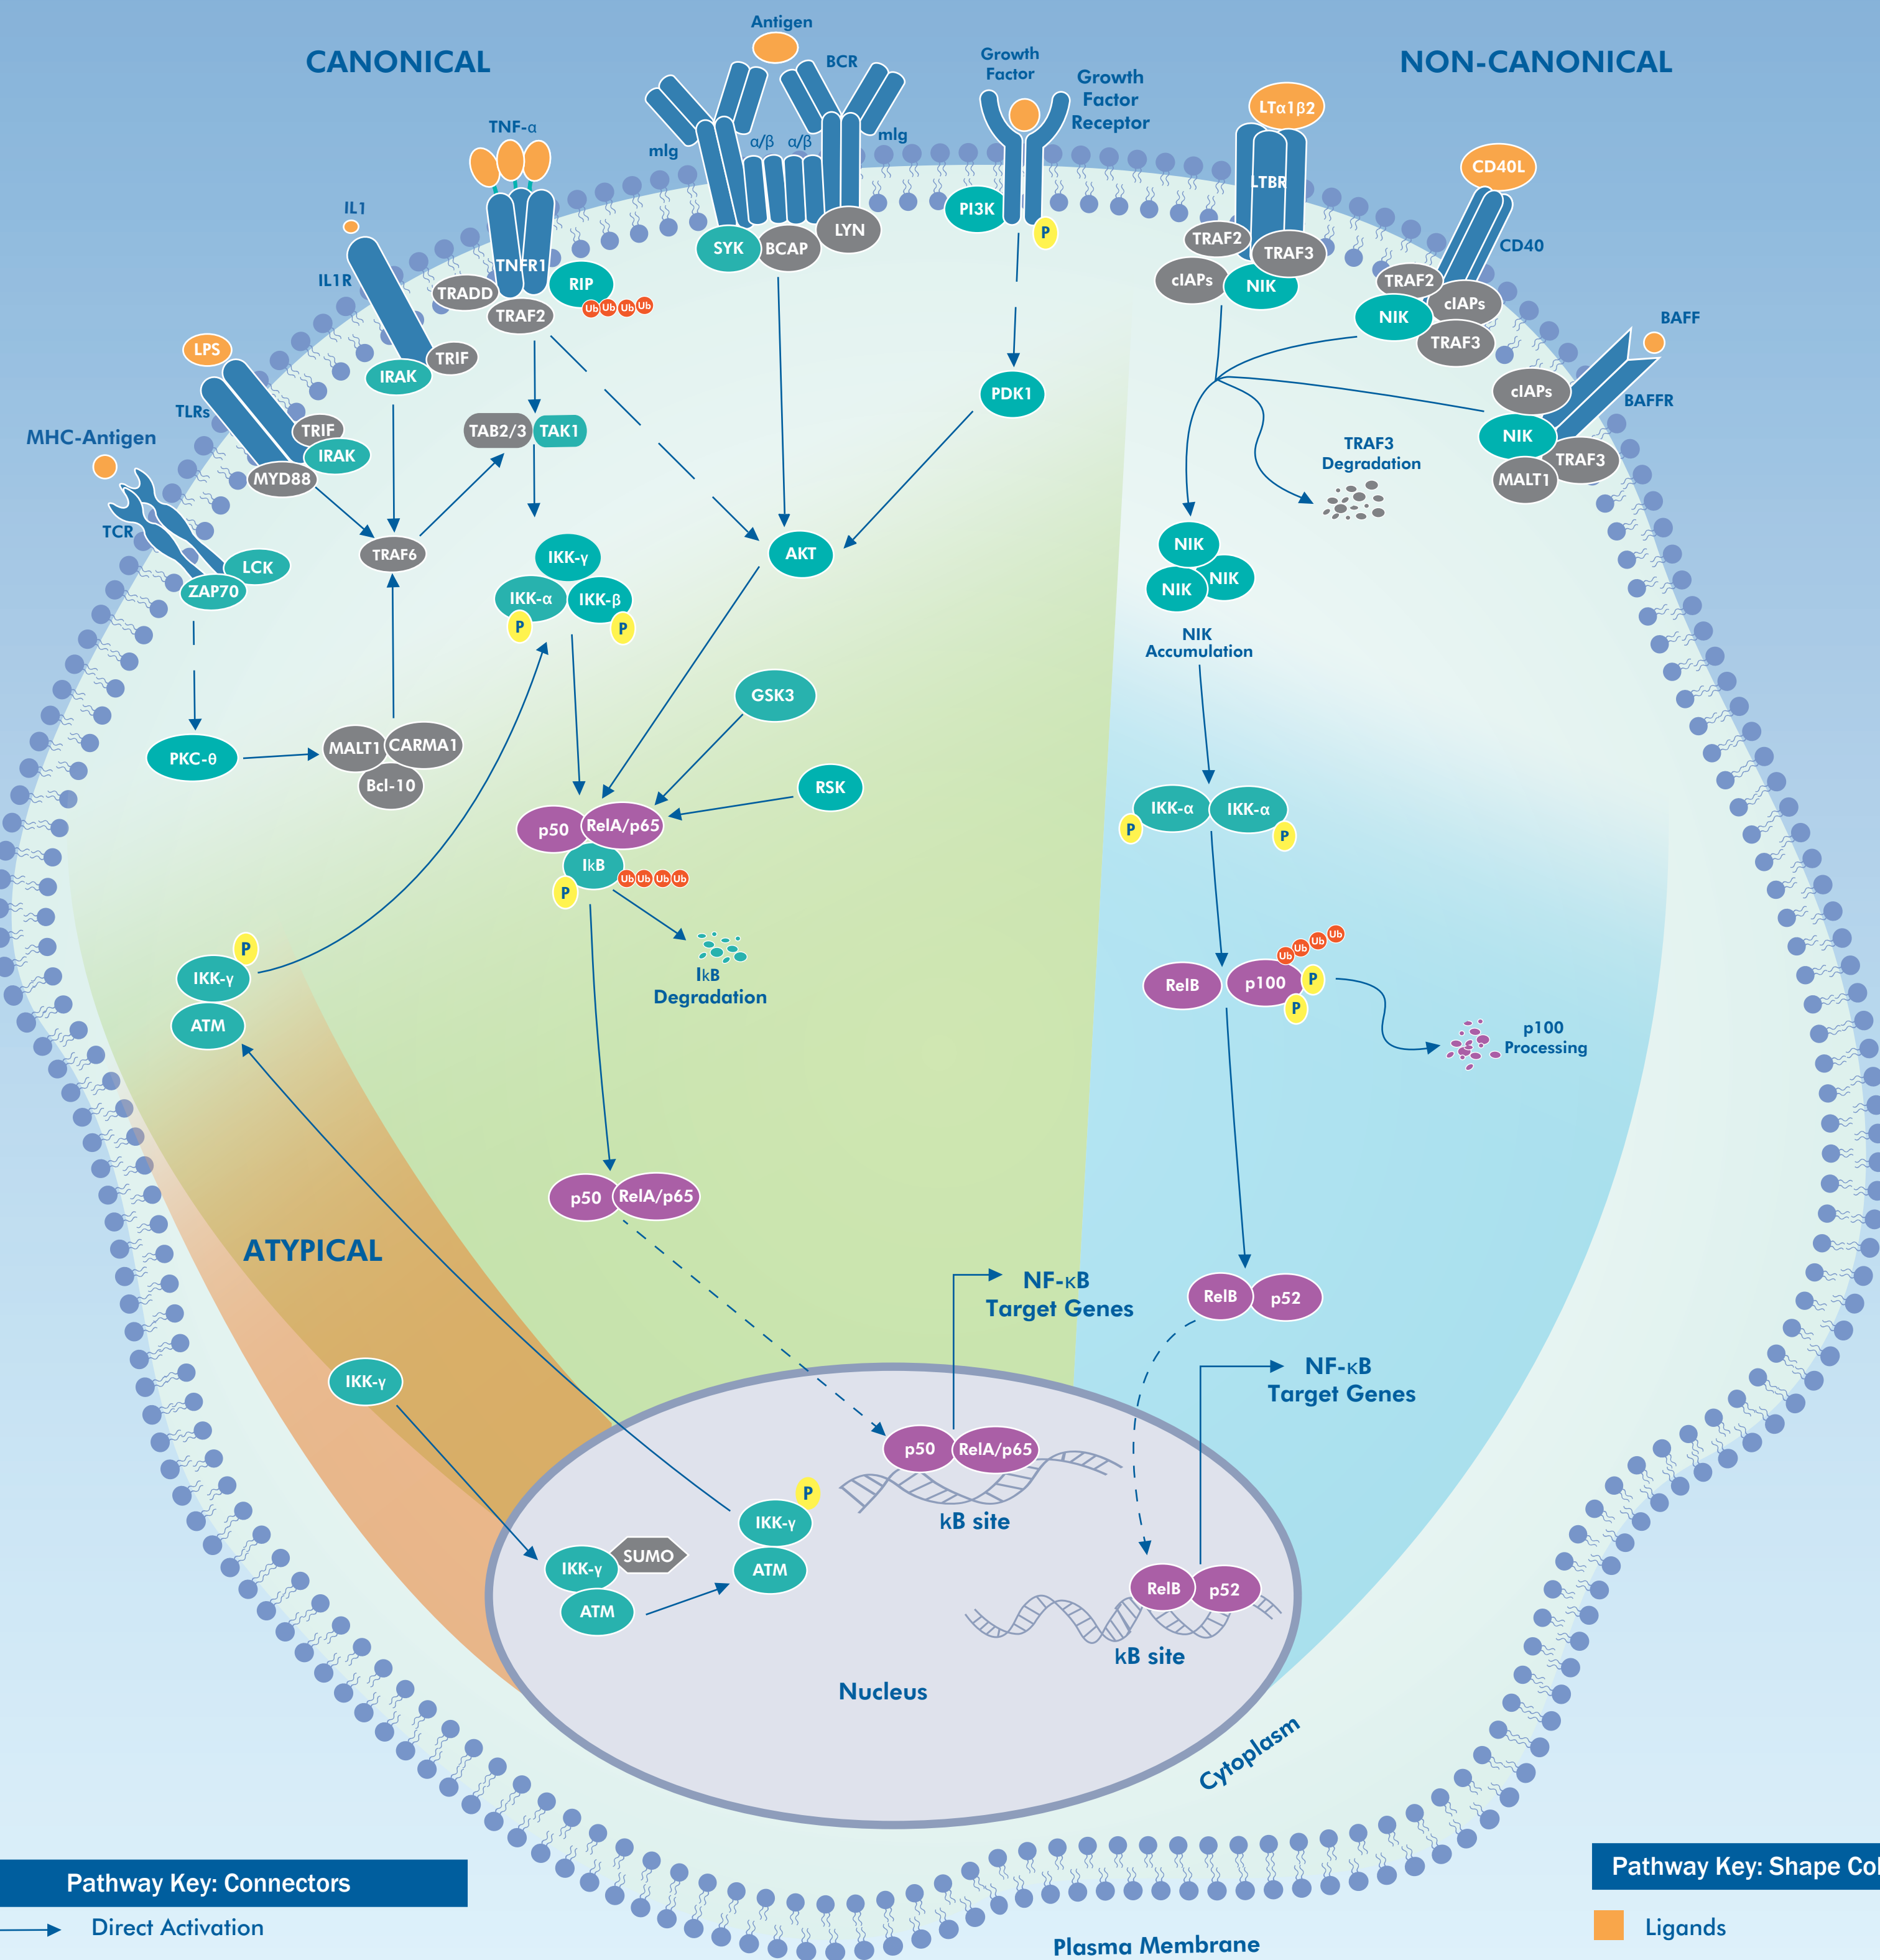 CANONICAL
NON-CANONICAL
Antigen
BCR
mIg
α/β
α/β
mIg
SYK
BCAP
LYN
Growth
Factor
Growth
Factor
Receptor
PI3K
P
PDK1
TNF-α
TNFR1
TRADD
TRAF2
RIP
Ub
Ub
Ub
Ub
IL1
IL1R
IRAK
TRIF
LPS
TLRs
TRIF
IRAK
MYD88
MHC-Antigen
TCR
LCK
ZAP70
TAB2/3
TAK1
TRAF6
AKT
IKK-γ
IKK-α
IKK-β
P
P
PKC-θ
MALT1
CARMA1
Bcl-10
GSK3
RSK
p50
RelA/p65
IkB
P
Ub
Ub
Ub
Ub
IkB
Degradation
P
IKK-γ
ATM
p50
RelA/p65
ATYPICAL
IKK-γ
LTα1β2
LTBR
TRAF2
TRAF3
cIAPs
NIK
CD40L
CD40
TRAF2
cIAPs
NIK
TRAF3
BAFF
BAFFR
cIAPs
NIK
TRAF3
MALT1
TRAF3
Degradation
NIK
NIK
NIK
NIK
Accumulation
IKK-α
IKK-α
P
P
RelB
p100
Ub
Ub
Ub
Ub
P
P
p100
Processing
RelB
p52
NF-κB
Target Genes
NF-κB
Target Genes
p50
RelA/p65
kB site
P
IKK-γ
ATM
IKK-γ
SUMO
ATM
RelB
p52
kB site
Nucleus
Cytoplasm
Plasma Membrane
Pathway Key: Connectors
Direct Activation
Pathway Key: Shape Col
Ligands